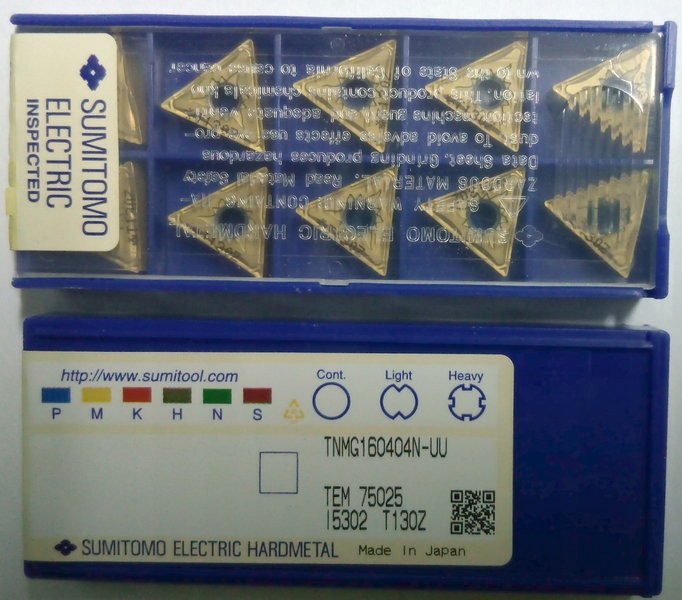 SUMITOMO
ELECTRIC
INSPECTED
SUMITOMO ELECTRIC HARDMETAL
SAFETY WARNING: CONTAINS HA-
ZARDOUS MATERIAL. Read Material Safety
Data Sheet. Grinding produces hazardous
dust. To avoid adverse effects use pro-
tection, machine guard, and adequate venti-
lation. This product contains chemicals kno-
wn to the State of California to cause cancer
http://www.sumitool.com
P M K H N S
Cont. Light Heavy
TNMG160404N-UU
TEM 75025
I5302 T130Z
SUMITOMO ELECTRIC HARDMETAL Made In Japan